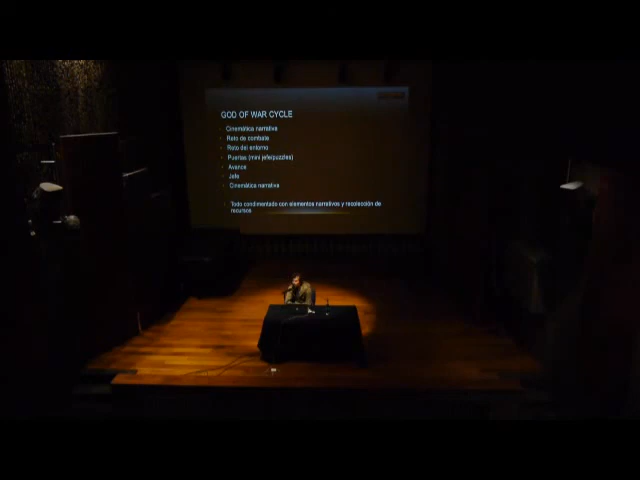 GOD OF WAR CYCLE
Cinemática narrativa
Reto de combate
Reto del entorno
Puertas (mini jefe/puzzles)
Avance
Jefe
Cinemática narrativa
Todo condimentado con elementos narrativos y recolección de
recursos